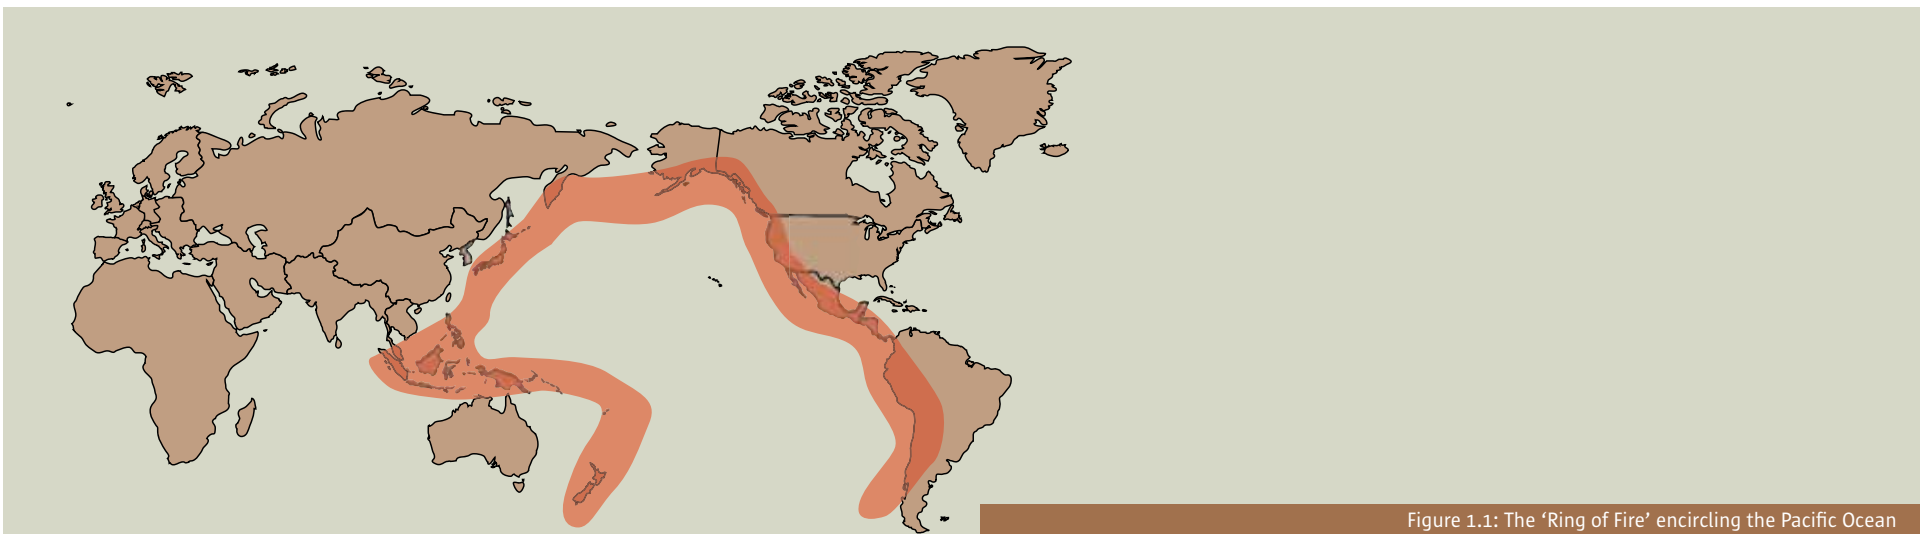 Figure 1.1: The ‘Ring of Fire’ encircling the Pacific Ocean